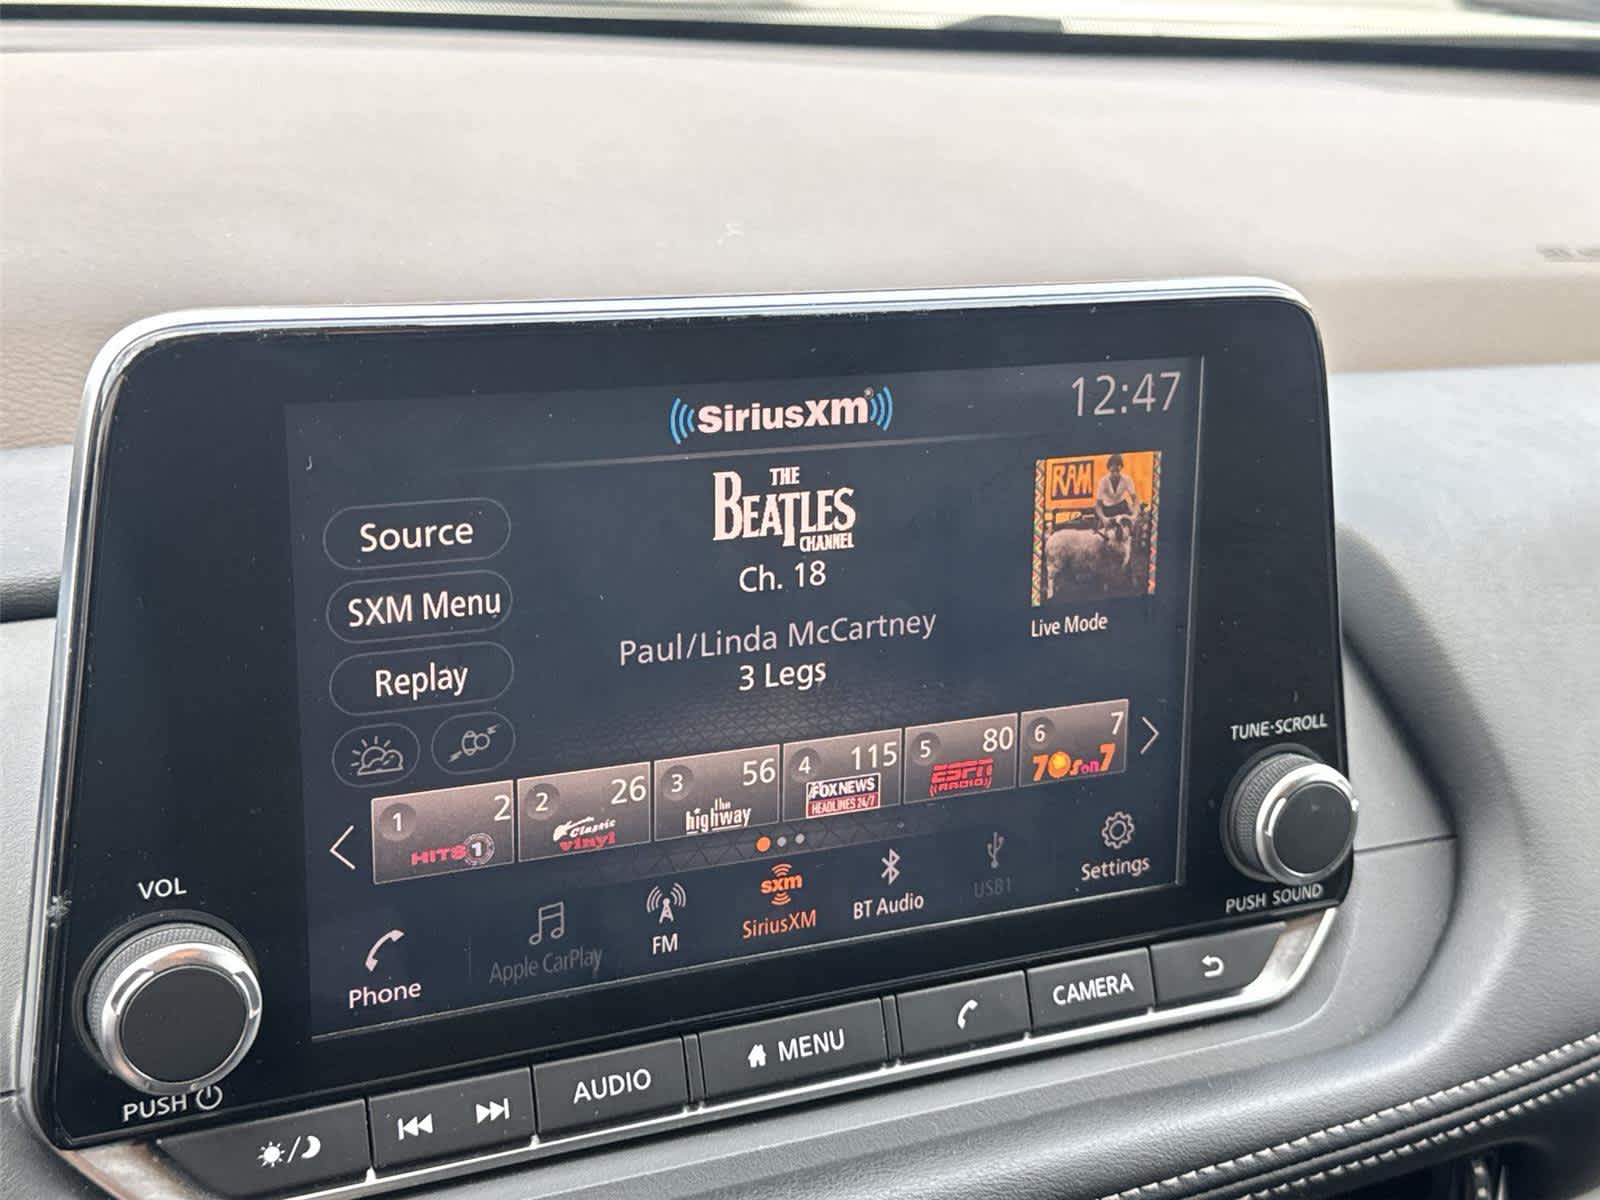 SiriusXM
12:47
THE
BEATLES
CHANNEL
Ch. 18
RAM
Live Mode
Source
SXM Menu
Replay
Paul/Linda McCartney
3 Legs
1 2
HITS 1
2 26
Classic
vinyl
3 56
the
highway
4 115
FOX NEWS
HEADLINES 24/7
5 80
ESPN
RADIO
6 7
70s on 7
Phone
Apple CarPlay
FM
sxm
SiriusXM
BT Audio
USB1
Settings
VOL
PUSH
TUNE·SCROLL
PUSH SOUND
AUDIO
MENU
CAMERA